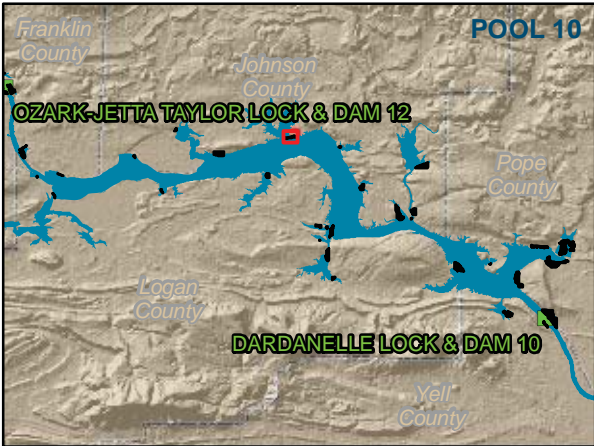 Franklin
County
POOL 10
Johnson
County
OZARK-JETTA TAYLOR LOCK & DAM 12
Pope
County
Logan
County
DARDANELLE LOCK & DAM 10
Yell
County